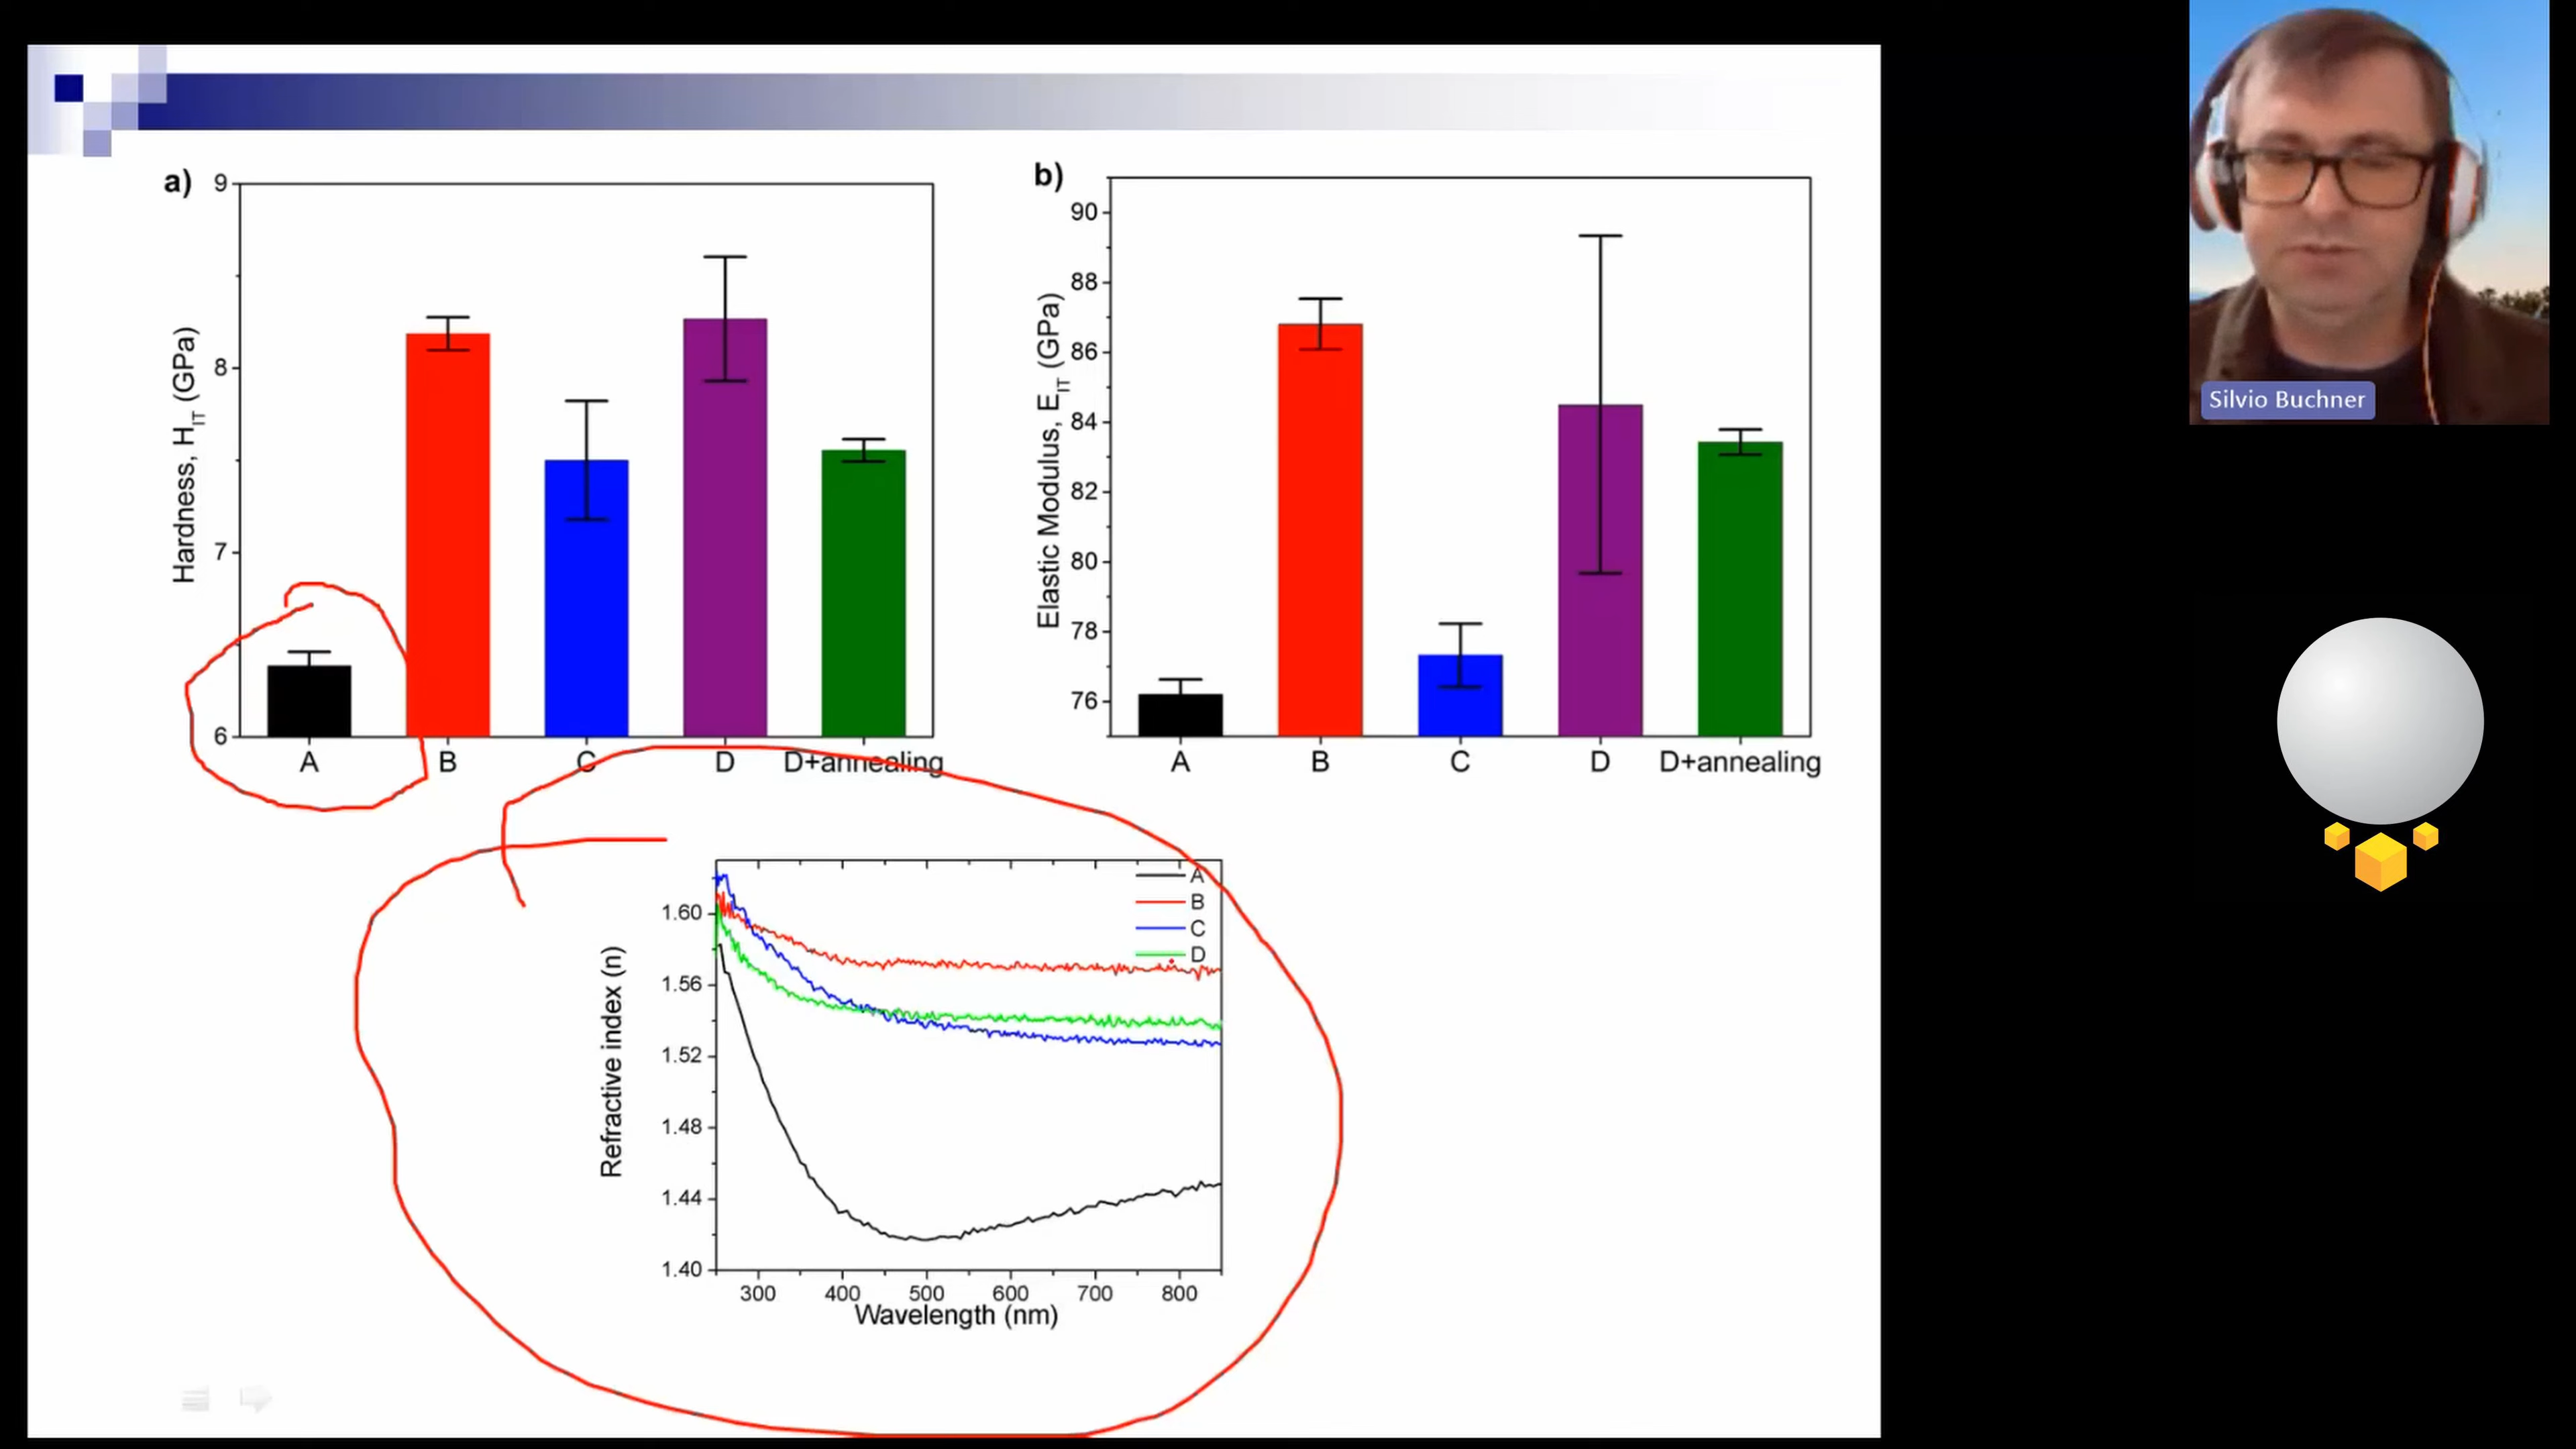 a)
9
8
7
6
Hardness, HIT (GPa)
A B C D D+annealing
b)
90
88
86
84
82
80
78
76
Elastic Modulus, EIT (GPa)
A B C D D+annealing
A
B
C
D
1.60
1.56
1.52
1.48
1.44
1.40
Refractive index (n)
300 400 500 600 700 800
Wavelength (nm)
Silvio Buchner